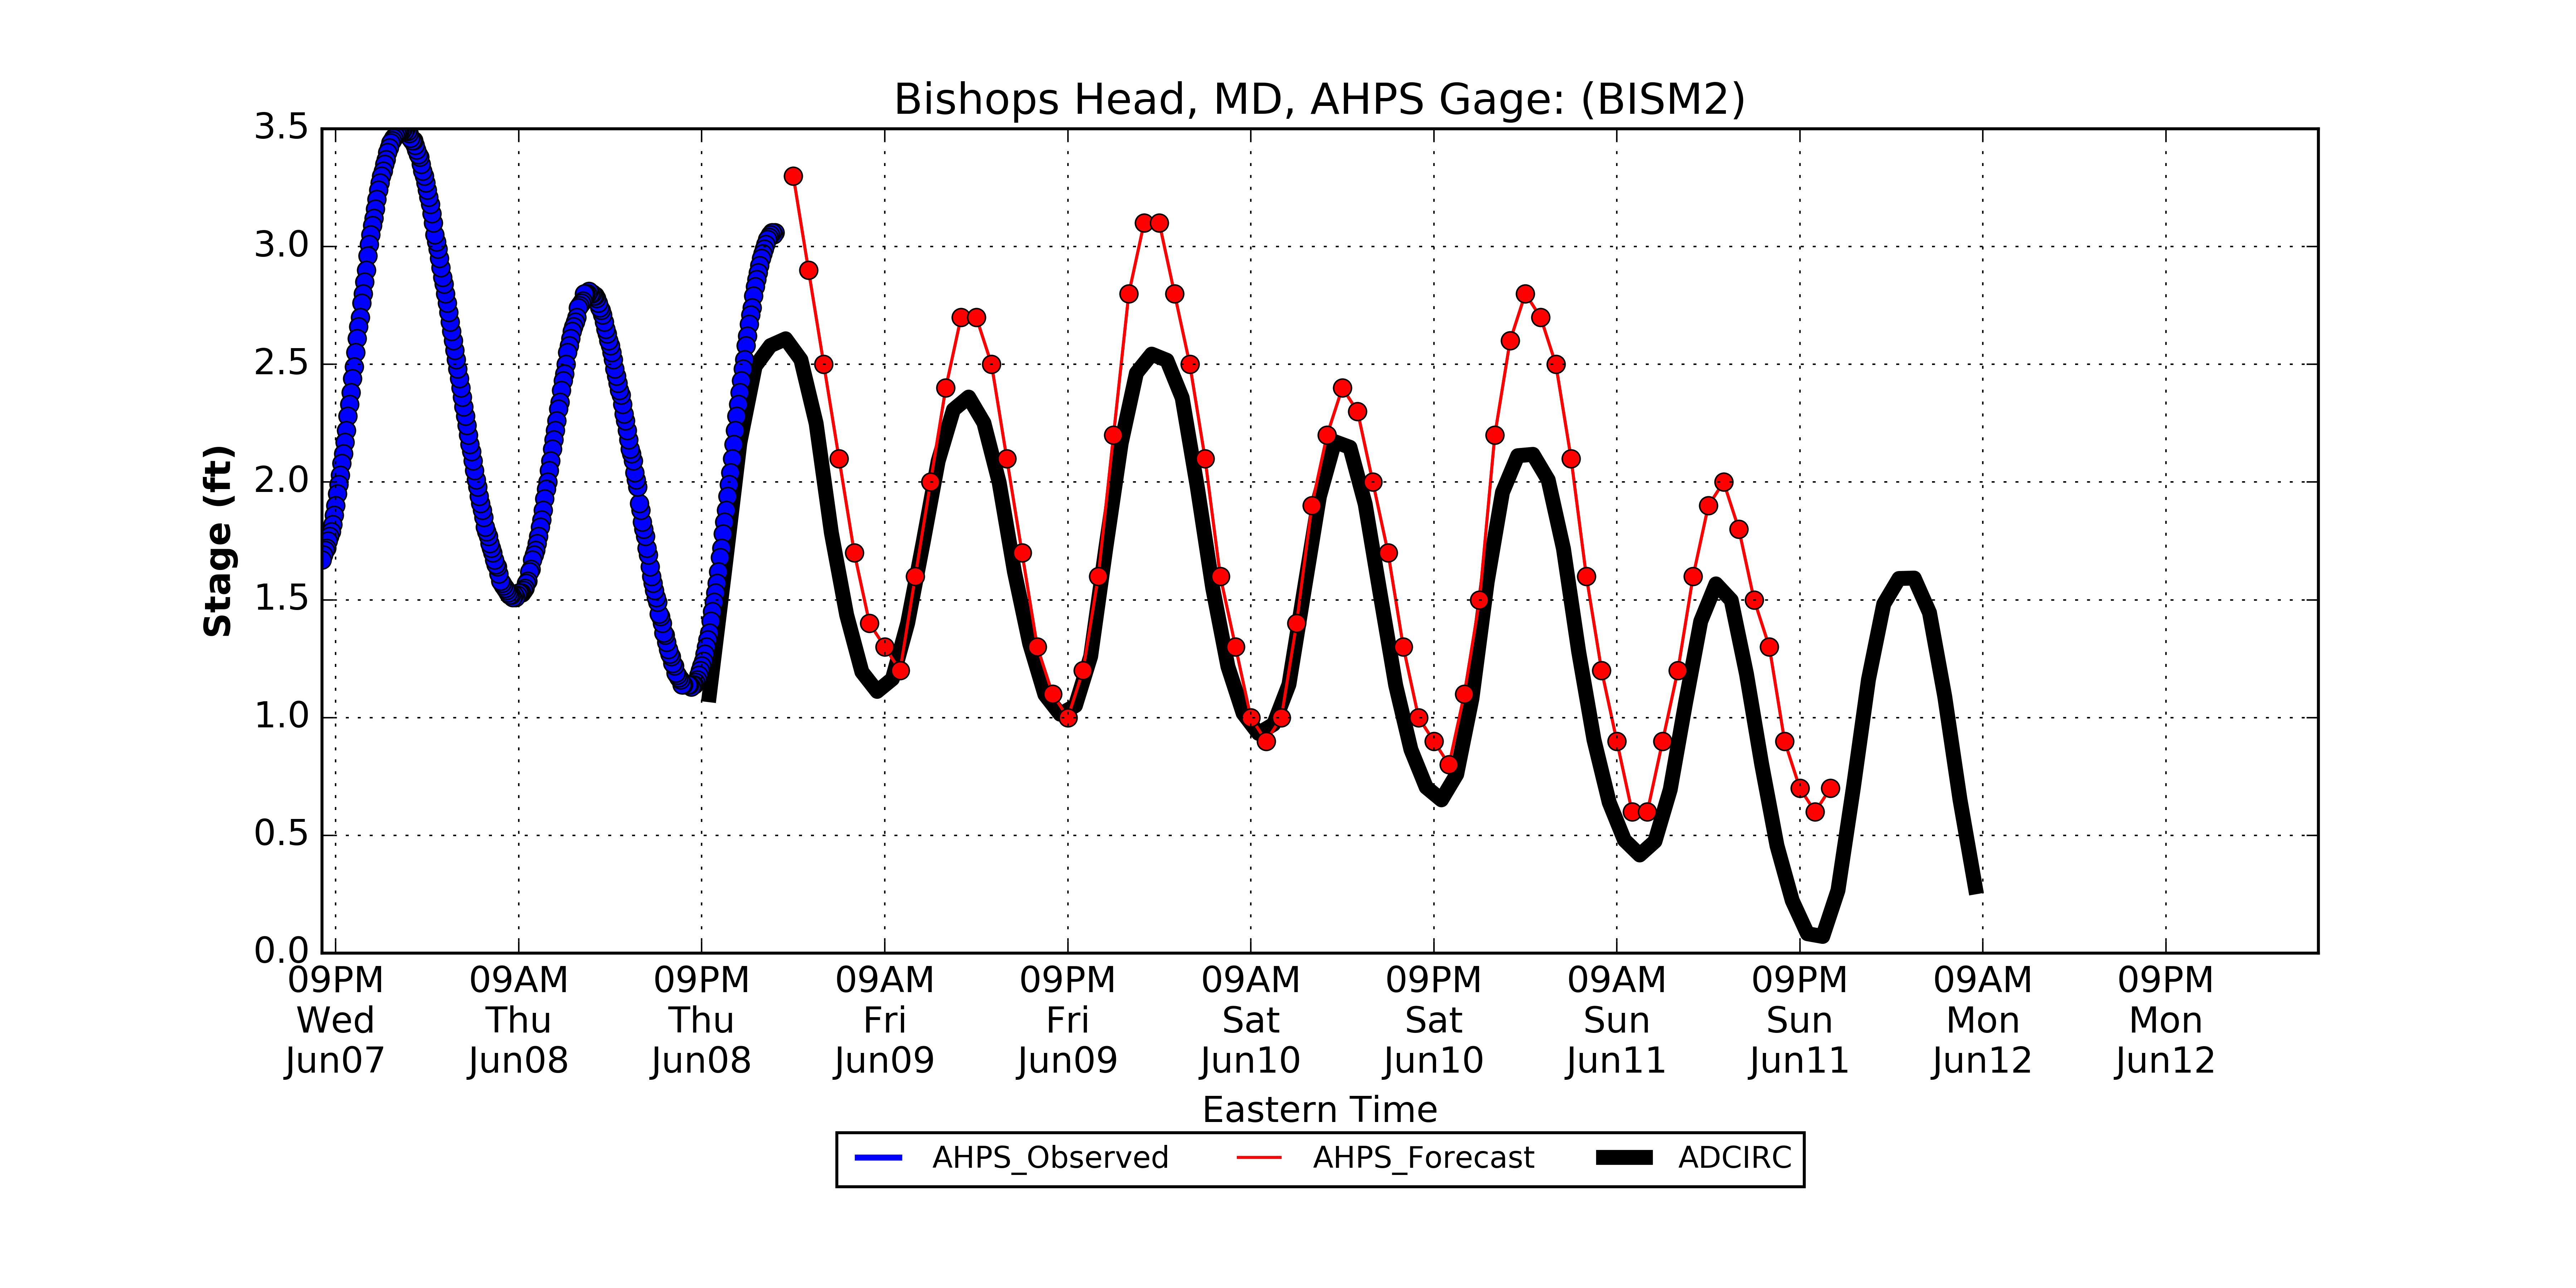 Bishops Head, MD, AHPS Gage: (BISM2)
3.5
3.0
2.5
2.0
1.5
1.0
0.5
0.0
Stage (ft)
09PM 09AM 09PM 09AM 09PM 09AM 09PM 09AM 09PM 09AM 09PM
Wed Thu Thu Fri Fri Sat Sat Sun Sun Mon Mon
Jun07 Jun08 Jun08 Jun09 Jun09 Jun10 Jun10 Jun11 Jun11 Jun12 Jun12
Eastern Time
AHPS_Observed AHPS_Forecast ADCIRC